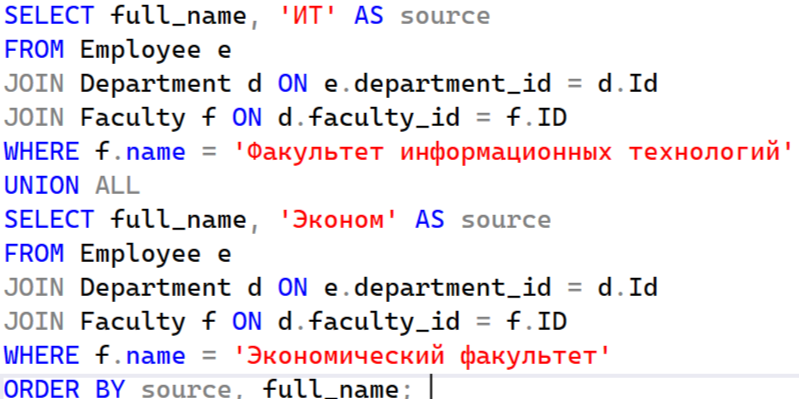 SELECT full_name, 'ИТ' AS source
FROM Employee e
JOIN Department d ON e.department_id = d.Id
JOIN Faculty f ON d.faculty_id = f.ID
WHERE f.name = 'Факультет информационных технологий'
UNION ALL
SELECT full_name, 'Эконом' AS source
FROM Employee e
JOIN Department d ON e.department_id = d.Id
JOIN Faculty f ON d.faculty_id = f.ID
WHERE f.name = 'Экономический факультет'
ORDER BY source, full_name;